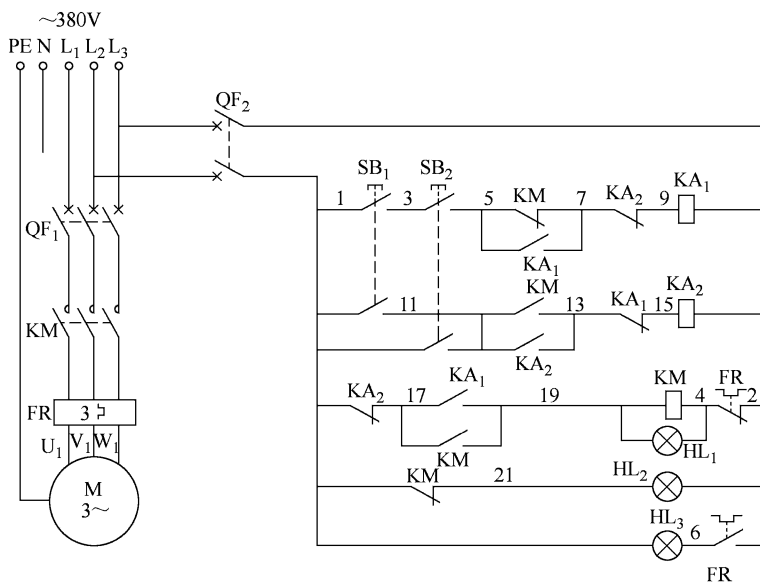 ～380V
PE N L₁ L₂ L₃
QF₂
SB₁ SB₂
1 3 5 KM 7 KA₂ 9 KA₁
QF₁
KA₁
KM
11 13 KA₁ 15 KA₂
KM
KA₂
KA₂ 17 KA₁ 19 KM 4 FR 2
FR 3
KM HL₁
U₁ V₁ W₁
M
3～
KM 21 HL₂
HL₃ 6
FR